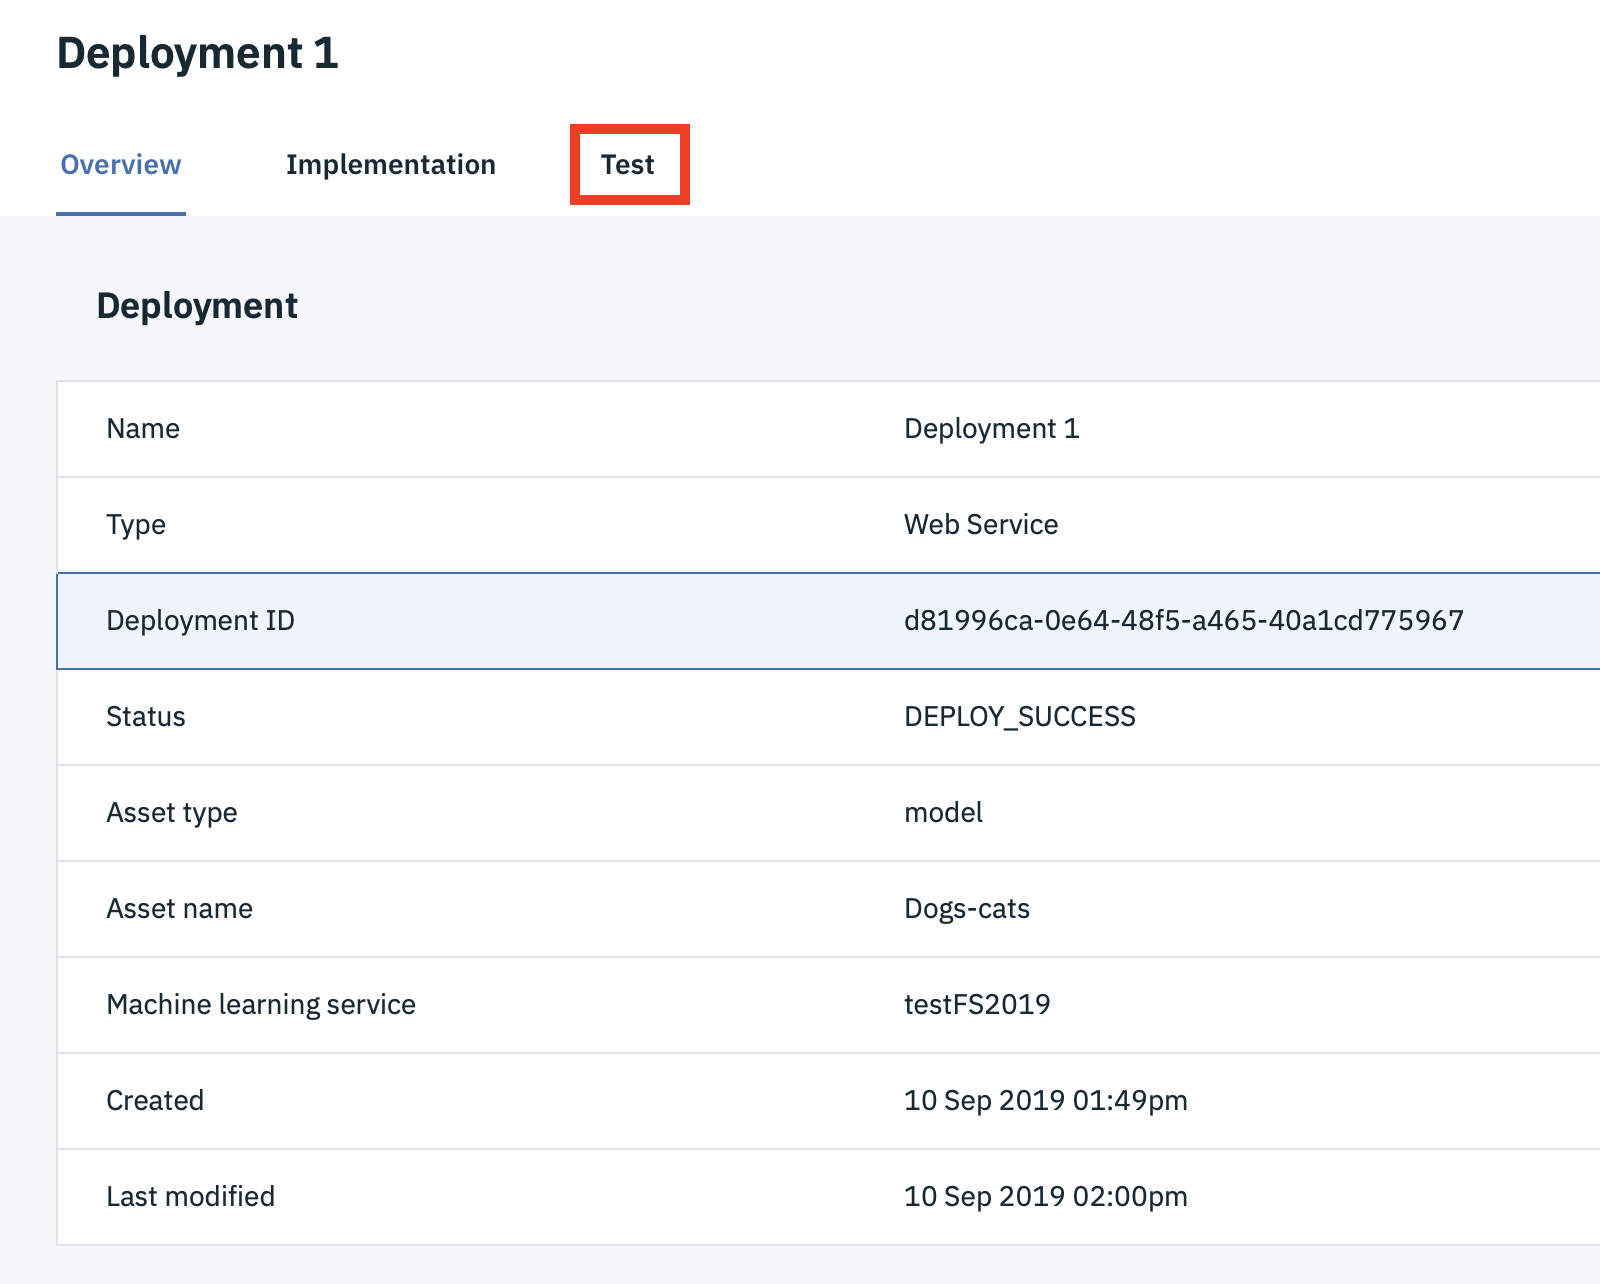 Deployment 1
Overview Implementation Test
Deployment
Name Deployment 1
Type Web Service
Deployment ID d81996ca-0e64-48f5-a465-40a1cd775967
Status DEPLOY_SUCCESS
Asset type model
Asset name Dogs-cats
Machine learning service testFS2019
Created 10 Sep 2019 01:49pm
Last modified 10 Sep 2019 02:00pm